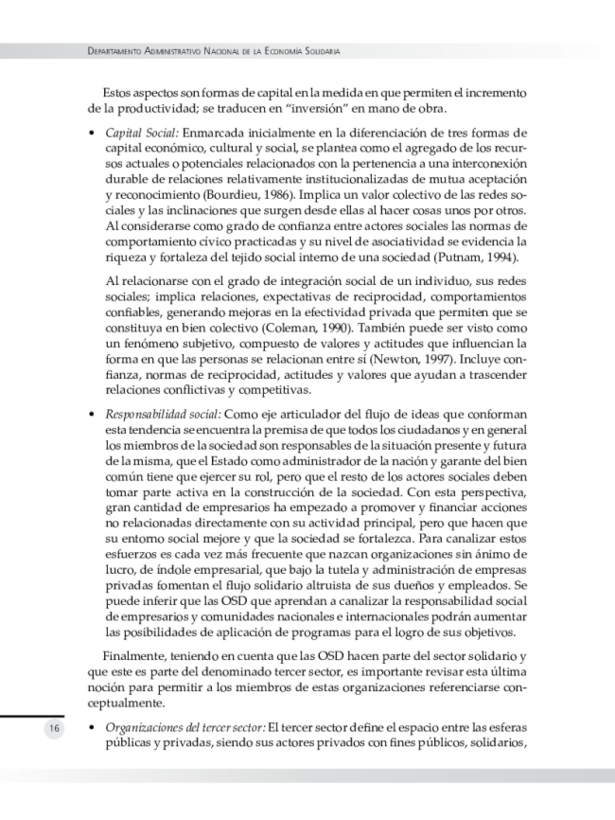 Departamento Administrativo Nacional de la Economía Solidaria
Estos aspectos son formas de capital en la medida en que permiten el incremento
de la productividad; se traducen en “inversión” en mano de obra.
• Capital Social: Enmarcada inicialmente en la diferenciación de tres formas de
capital económico, cultural y social, se plantea como el agregado de los recur-
sos actuales o potenciales relacionados con la pertenencia a una interconexión
durable de relaciones relativamente institucionalizadas de mutua aceptación
y reconocimiento (Bourdieu, 1986). Implica un valor colectivo de las redes so-
ciales y las inclinaciones que surgen desde ellas al hacer cosas unos por otros.
Al considerarse como grado de confianza entre actores sociales las normas de
comportamiento cívico practicadas y su nivel de asociatividad se evidencia la
riqueza y fortaleza del tejido social interno de una sociedad (Putnam, 1994).
Al relacionarse con el grado de integración social de un individuo, sus redes
sociales; implica relaciones, expectativas de reciprocidad, comportamientos
confiables, generando mejoras en la efectividad privada que permiten que se
constituya en bien colectivo (Coleman, 1990). También puede ser visto como
un fenómeno subjetivo, compuesto de valores y actitudes que influencian la
forma en que las personas se relacionan entre sí (Newton, 1997). Incluye con-
fianza, normas de reciprocidad, actitudes y valores que ayudan a trascender
relaciones conflictivas y competitivas.
• Responsabilidad social: Como eje articulador del flujo de ideas que conforman
esta tendencia se encuentra la premisa de que todos los ciudadanos y en general
los miembros de la sociedad son responsables de la situación presente y futura
de la misma, que el Estado como administrador de la nación y garante del bien
común tiene que ejercer su rol, pero que el resto de los actores sociales deben
tomar parte activa en la construcción de la sociedad. Con esta perspectiva,
gran cantidad de empresarios ha empezado a promover y financiar acciones
no relacionadas directamente con su actividad principal, pero que hacen que
su entorno social mejore y que la sociedad se fortalezca. Para canalizar estos
esfuerzos es cada vez más frecuente que nazcan organizaciones sin ánimo de
lucro, de índole empresarial, que bajo la tutela y administración de empresas
privadas fomentan el flujo solidario altruista de sus dueños y empleados. Se
puede inferir que las OSD que aprendan a canalizar la responsabilidad social
de empresarios y comunidades nacionales e internacionales podrán aumentar
las posibilidades de aplicación de programas para el logro de sus objetivos.
Finalmente, teniendo en cuenta que las OSD hacen parte del sector solidario y
que este es parte del denominado tercer sector, es importante revisar esta última
noción para permitir a los miembros de estas organizaciones referenciarse con-
ceptualmente.
• Organizaciones del tercer sector: El tercer sector define el espacio entre las esferas
públicas y privadas, siendo sus actores privados con fines públicos, solidarios,
16